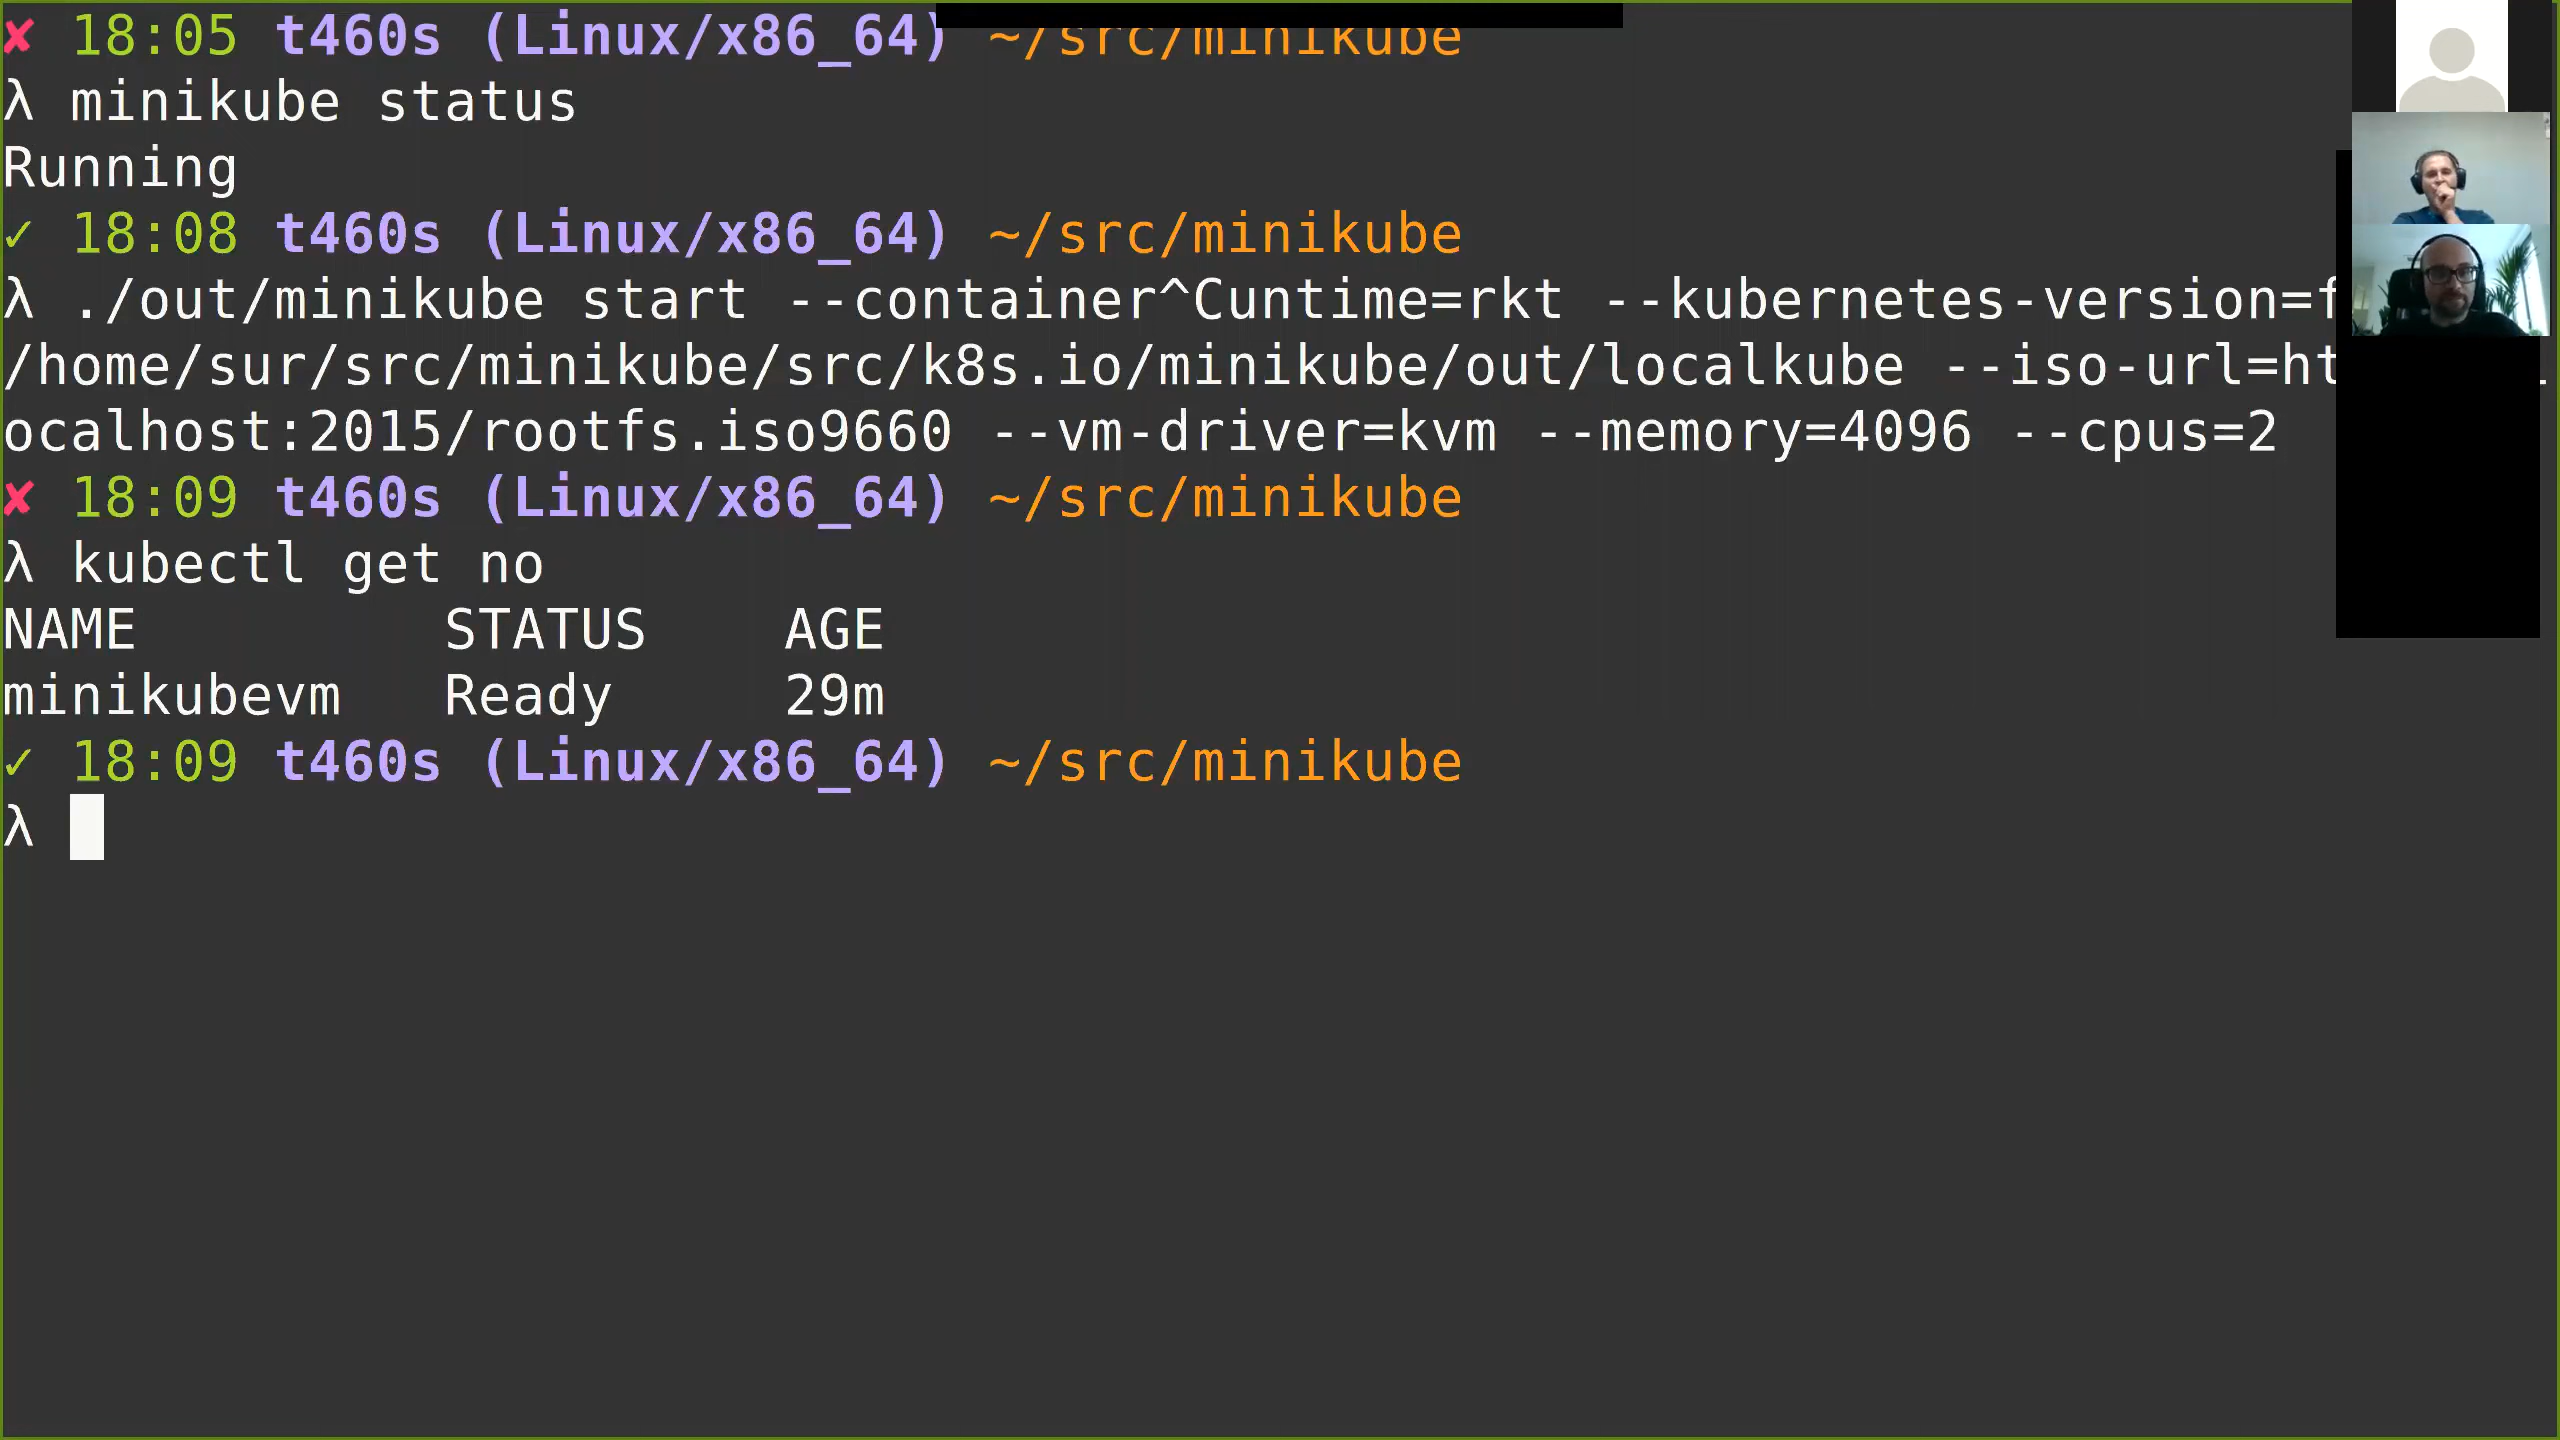 ✘ 18:05 t460s (Linux/x86_64) ~/src/minikube
λ minikube status
Running
✓ 18:08 t460s (Linux/x86_64) ~/src/minikube
λ ./out/minikube start --container^Cuntime=rkt --kubernetes-version=f
/home/sur/src/minikube/src/k8s.io/minikube/out/localkube --iso-url=ht
ocalhost:2015/rootfs.iso9660 --vm-driver=kvm --memory=4096 --cpus=2
✘ 18:09 t460s (Linux/x86_64) ~/src/minikube
λ kubectl get no
NAME STATUS AGE
minikubevm Ready 29m
✓ 18:09 t460s (Linux/x86_64) ~/src/minikube
λ